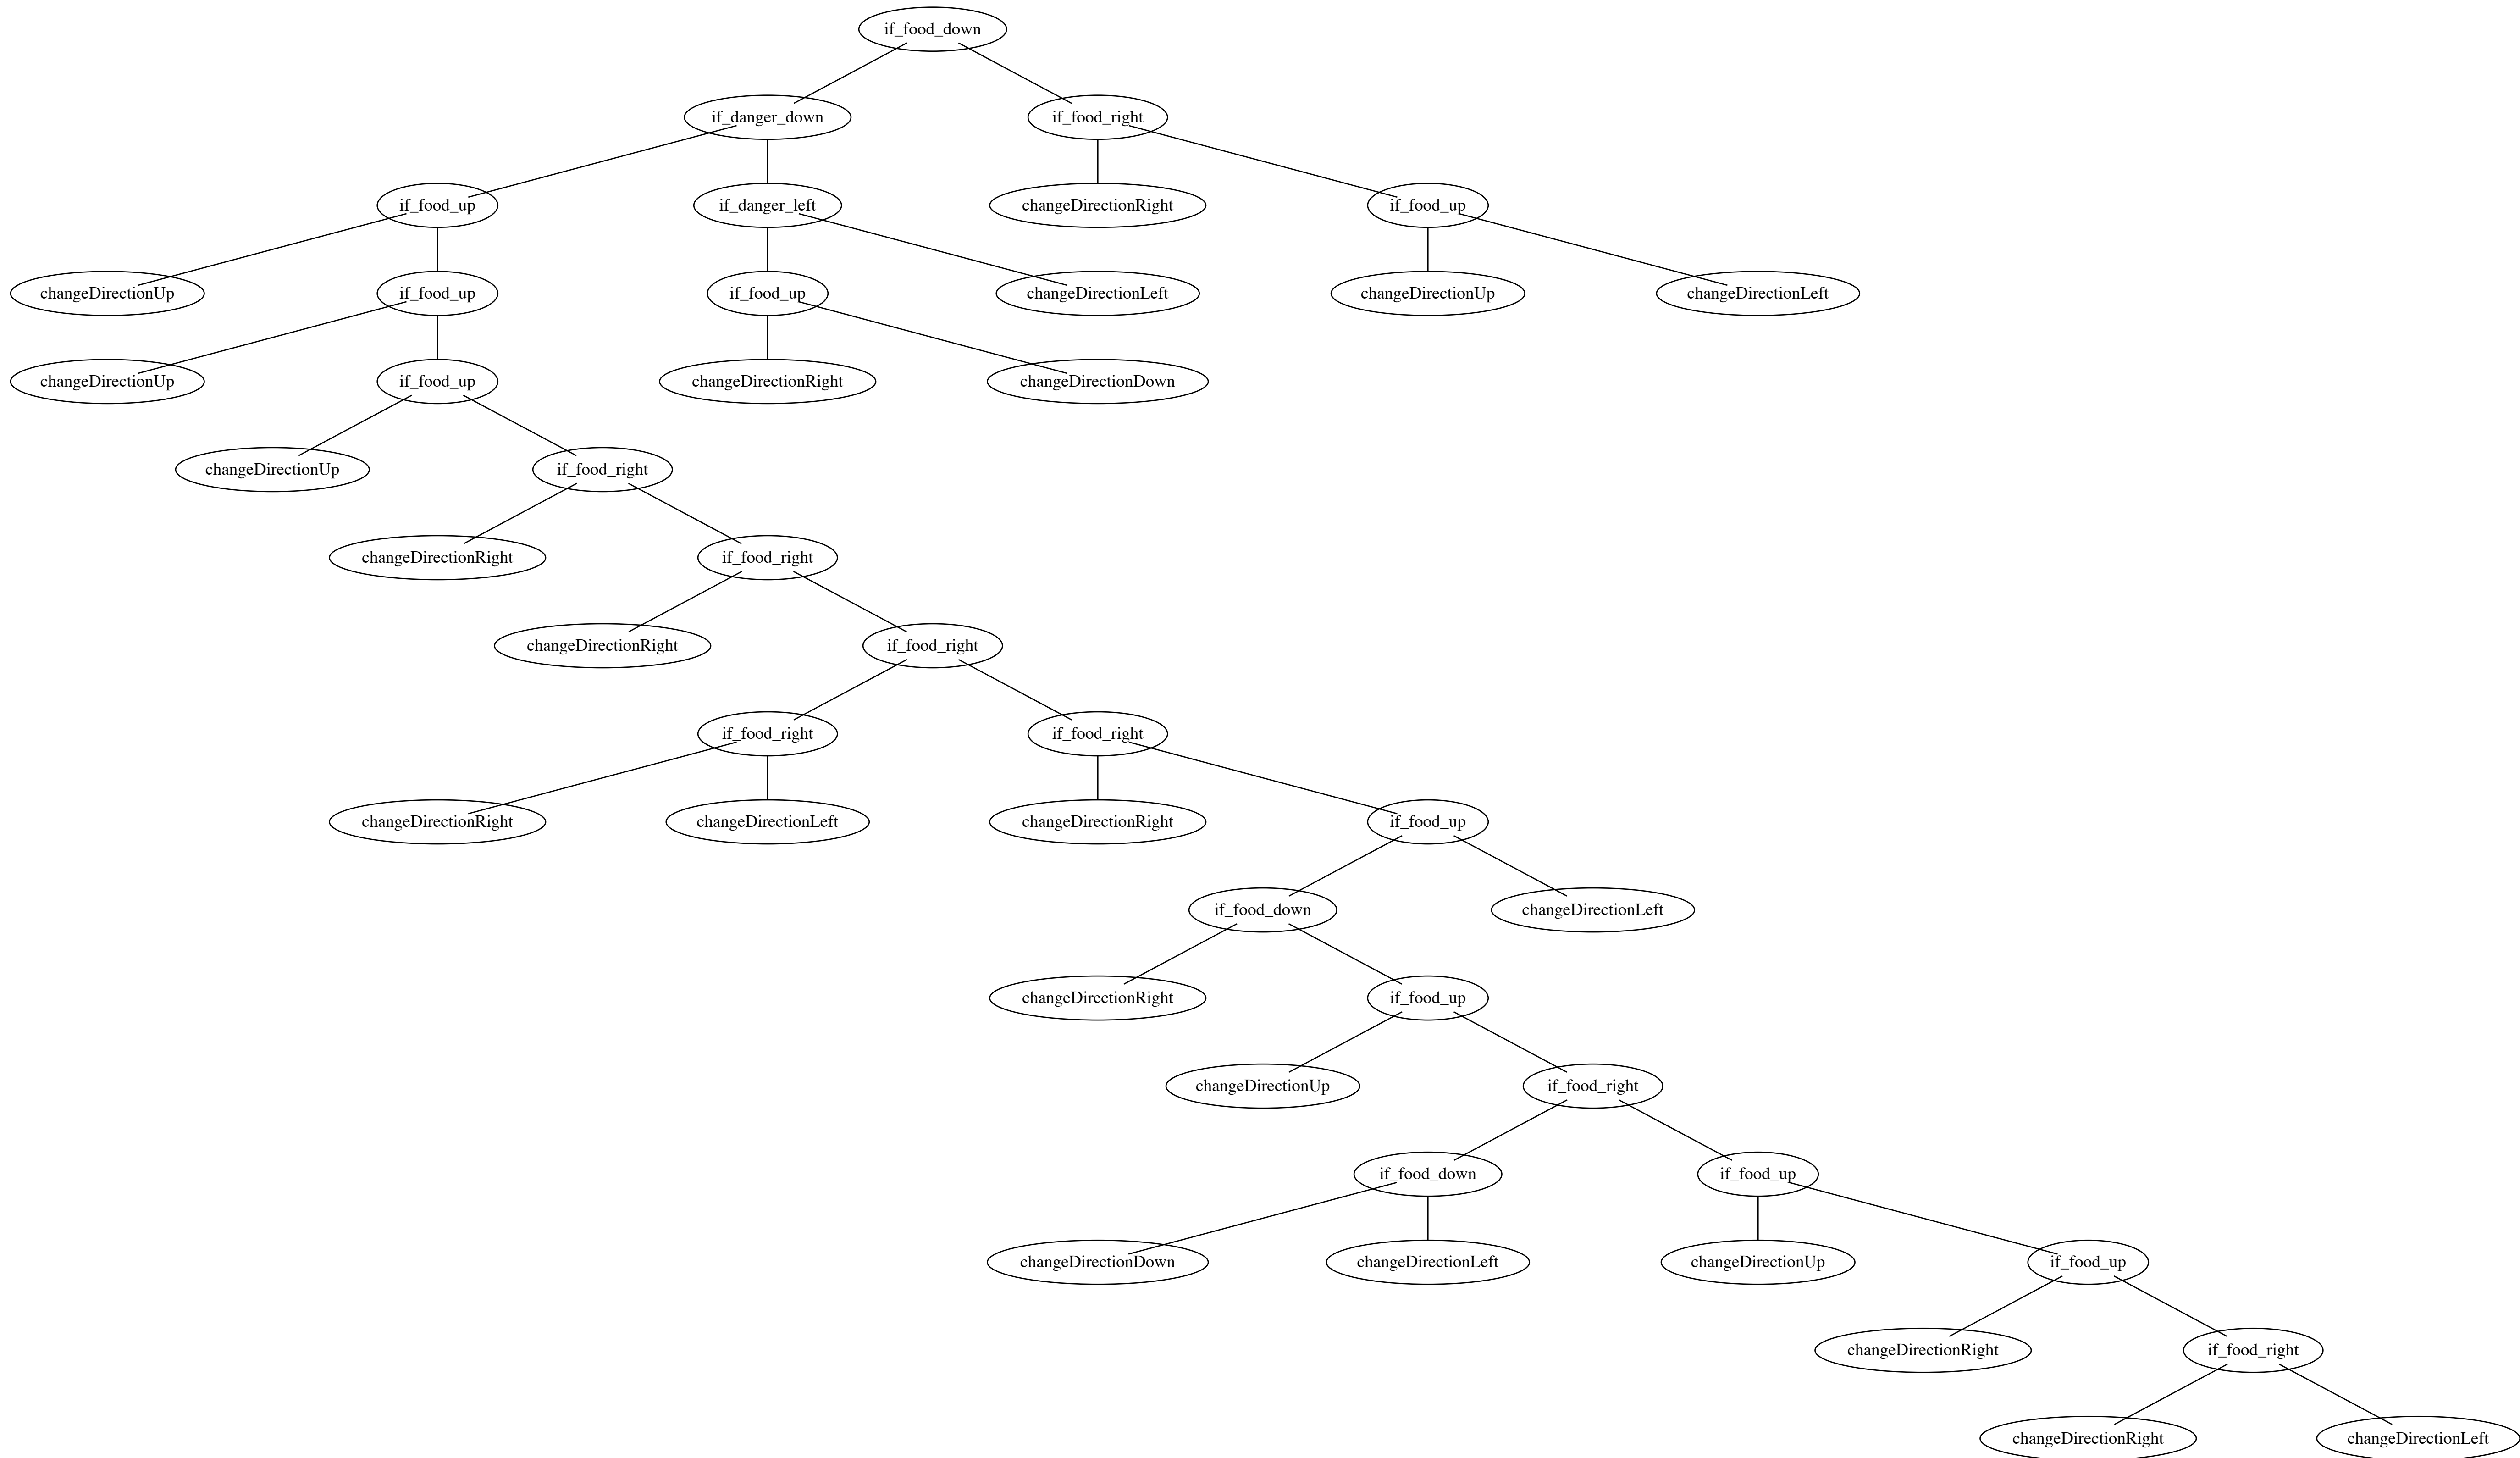 if_food_down
if_danger_down
if_food_right
if_food_up
if_danger_left
changeDirectionRight
if_food_up
changeDirectionUp
if_food_up
if_food_up
changeDirectionLeft
changeDirectionUp
changeDirectionLeft
changeDirectionUp
if_food_up
changeDirectionRight
changeDirectionDown
changeDirectionUp
if_food_right
changeDirectionRight
if_food_right
changeDirectionRight
if_food_right
if_food_right
if_food_right
changeDirectionRight
changeDirectionLeft
changeDirectionRight
if_food_up
if_food_down
changeDirectionLeft
changeDirectionRight
if_food_up
changeDirectionUp
if_food_right
if_food_down
if_food_up
changeDirectionDown
changeDirectionLeft
changeDirectionUp
if_food_up
changeDirectionRight
if_food_right
changeDirectionRight
changeDirectionLeft